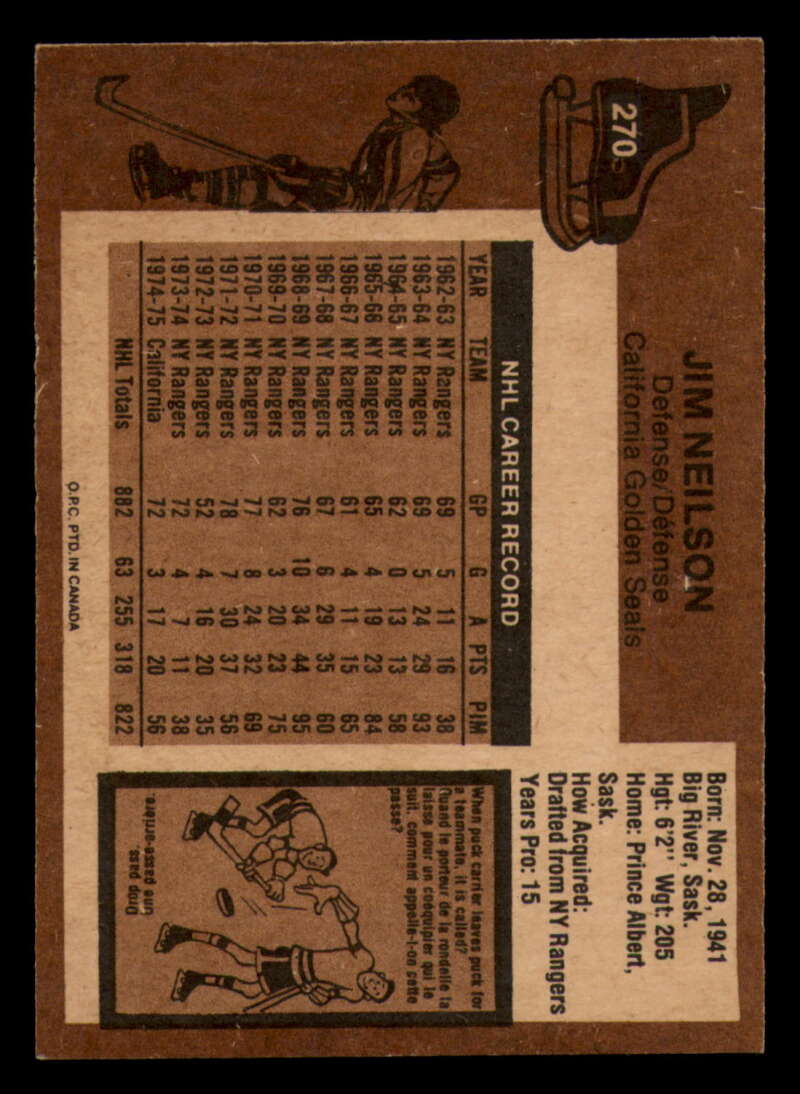 270
JIM NEILSON
Defense/Défense
California Golden Seals
Born: Nov. 28, 1941
Big River, Sask.
Hgt: 6'2" Wgt: 205
Home: Prince Albert,
Sask.
How Acquired:
Drafted from NY Rangers
Years Pro: 15
NHL CAREER RECORD
YEAR TEAM GP G A PTS PIM
1962-63 NY Rangers 69 5 11 16 38
1963-64 NY Rangers 69 5 24 29 93
1964-65 NY Rangers 62 0 13 13 58
1965-66 NY Rangers 65 4 19 23 84
1966-67 NY Rangers 61 4 11 15 65
1967-68 NY Rangers 67 6 29 35 60
1968-69 NY Rangers 76 10 34 44 95
1969-70 NY Rangers 62 3 20 23 75
1970-71 NY Rangers 77 8 24 32 69
1971-72 NY Rangers 78 7 30 37 56
1972-73 NY Rangers 52 4 16 20 35
1973-74 NY Rangers 72 4 7 11 38
1974-75 California 72 3 17 20 56
NHL Totals 882 63 255 318 822
O.P.C. PTD. IN CANADA
When puck carrier leaves puck for
a teammate, it is called?
Quand le porteur de la rondelle la
laisse pour un coéquipier qui le
suit, comment appelle-t-on cette
passe?
Drop pass.
Une passe-arrière.